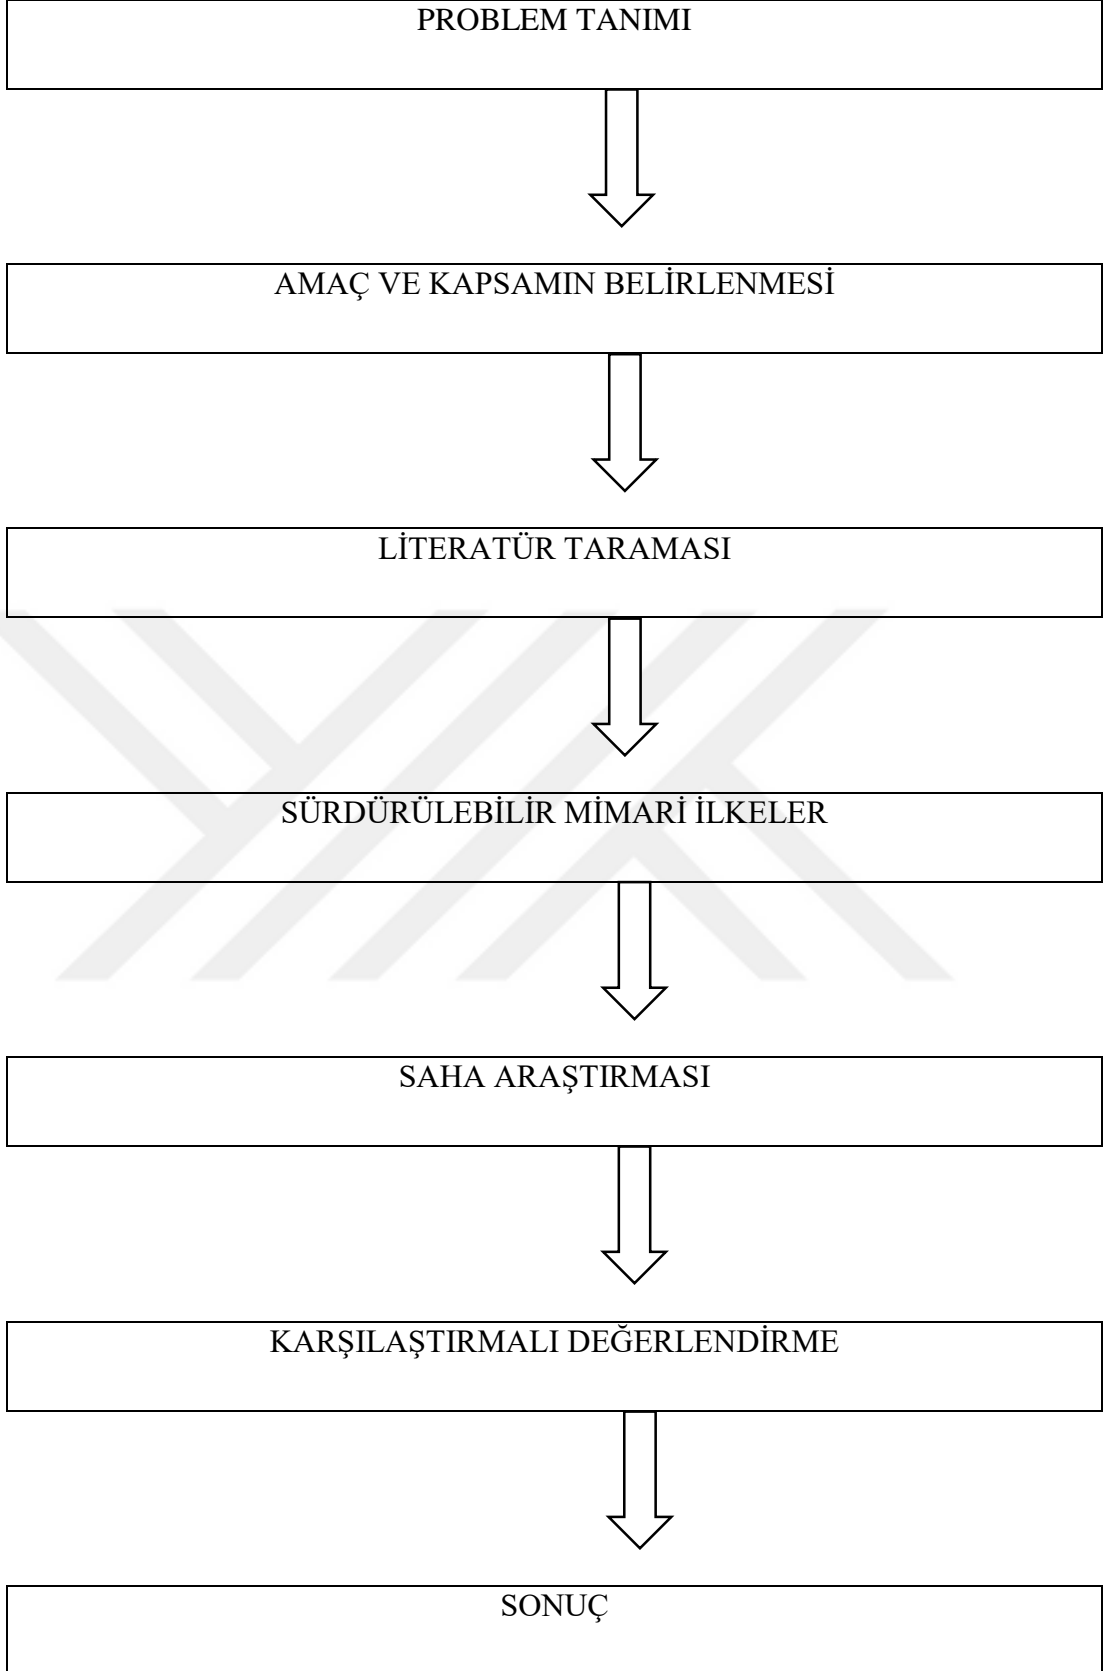 PROBLEM TANIMI
AMAÇ VE KAPSAMIN BELİRLENMESİ
LİTERATÜR TARAMASI
SÜRDÜRÜLEBİLİR MİMARİ İLKELER
SAHA ARAŞTIRMASI
KARŞILAŞTIRMALI DEĞERLENDİRME
SONUÇ